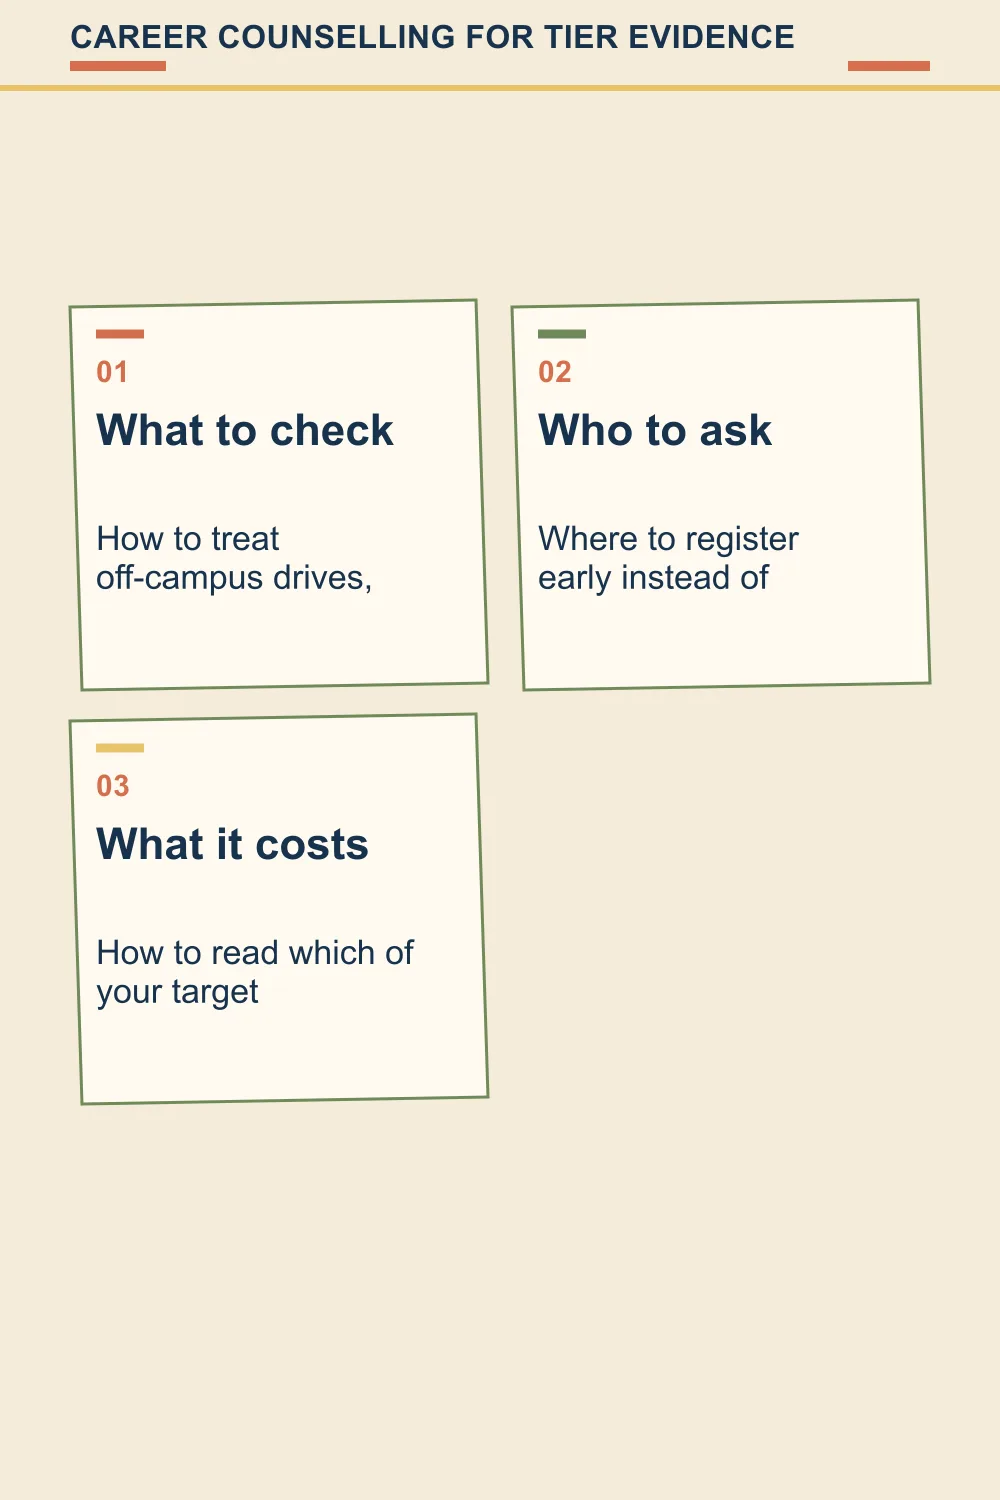 CAREER COUNSELLING FOR TIER EVIDENCE
01
What to check
How to treat
off-campus drives,
02
Who to ask
Where to register
early instead of
03
What it costs
How to read which of
your target